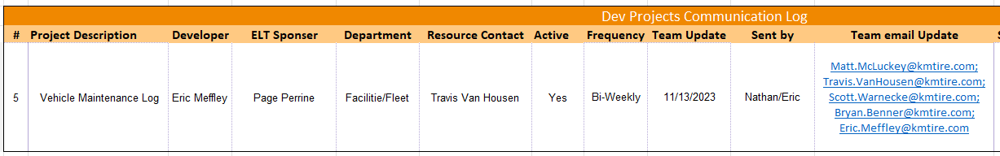 Dev Projects Communication Log
# Project Description Developer ELT Sponser Department Resource Contact Active Frequency Team Update Sent by Team email Update
5 Vehicle Maintenance Log Eric Meffley Page Perrine Facilitie/Fleet Travis Van Housen Yes Bi-Weekly 11/13/2023 Nathan/Eric
Matt.McLuckey@kmtire.com;
Travis.VanHousen@kmtire.com;
Scott.Warnecke@kmtire.com;
Bryan.Benner@kmtire.com;
Eric.Meffley@kmtire.com